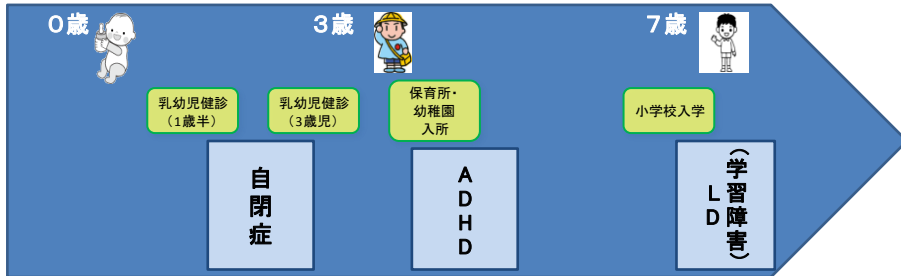 ０歳
３歳
７歳
乳幼児健診
（１歳半）
乳幼児健診
（３歳児）
保育所・
幼稚園
入所
小学校入学
自閉症
ＡＤＨＤ
（学習障害）
ＬＤ